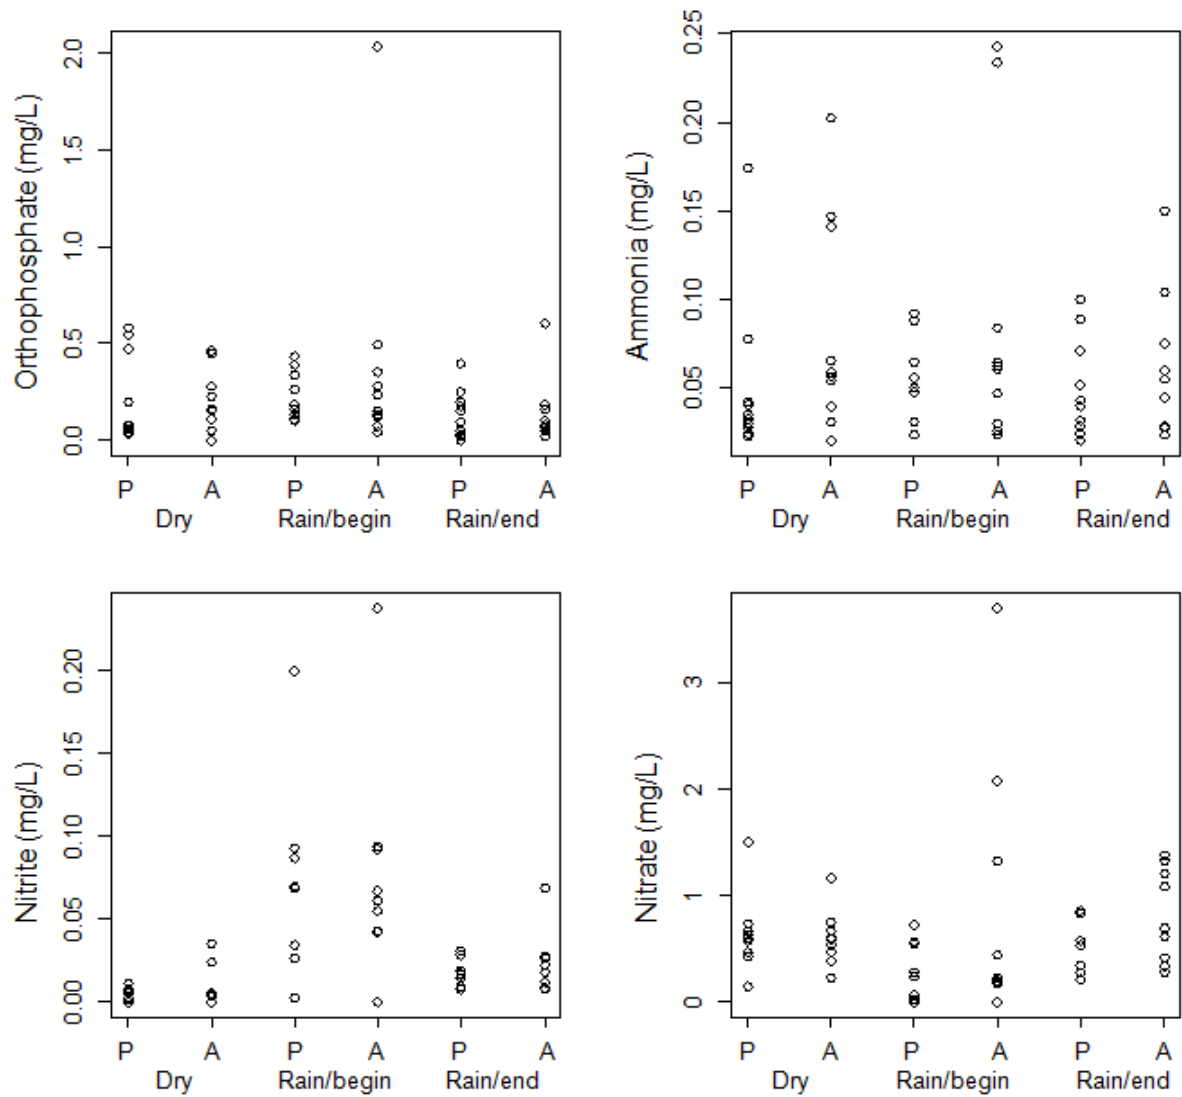 Orthophosphate (mg/L)
2.0
1.5
1.0
0.5
0.0
P A P A P A
Dry Rain/begin Rain/end
Ammonia (mg/L)
0.25
0.20
0.15
0.10
0.05
P A P A P A
Dry Rain/begin Rain/end
Nitrite (mg/L)
0.20
0.15
0.10
0.05
0.00
P A P A P A
Dry Rain/begin Rain/end
Nitrate (mg/L)
3
2
1
0
P A P A P A
Dry Rain/begin Rain/end